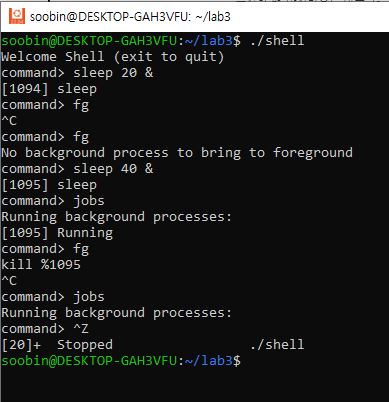 soobin@DESKTOP-GAH3VFU: ~/lab3
soobin@DESKTOP-GAH3VFU:~/lab3$ ./shell
Welcome Shell (exit to quit)
command> sleep 20 &
[1094] sleep
command> fg
^C
command> fg
No background process to bring to foreground
command> sleep 40 &
[1095] sleep
command> jobs
Running background processes:
[1095] Running
command> fg
kill %1095
^C
command> jobs
Running background processes:
command> ^Z
[20]+  Stopped                 ./shell
soobin@DESKTOP-GAH3VFU:~/lab3$